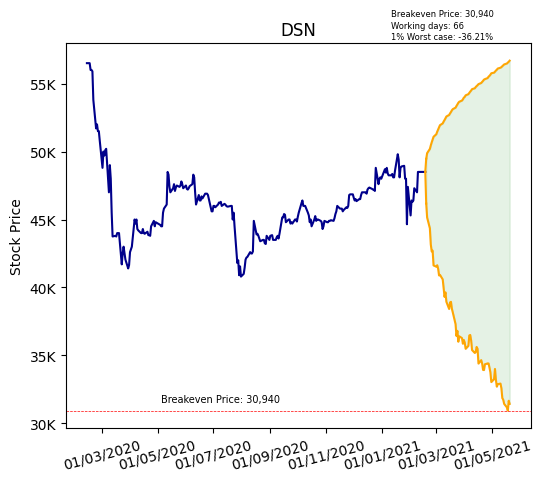 Breakeven Price: 30,940
Working days: 66
1% Worst case: -36.21%
DSN
Stock Price
55K
50K
45K
40K
35K
30K
Breakeven Price: 30,940
01/03/2020
01/05/2020
01/07/2020
01/09/2020
01/11/2020
01/01/2021
01/03/2021
01/05/2021